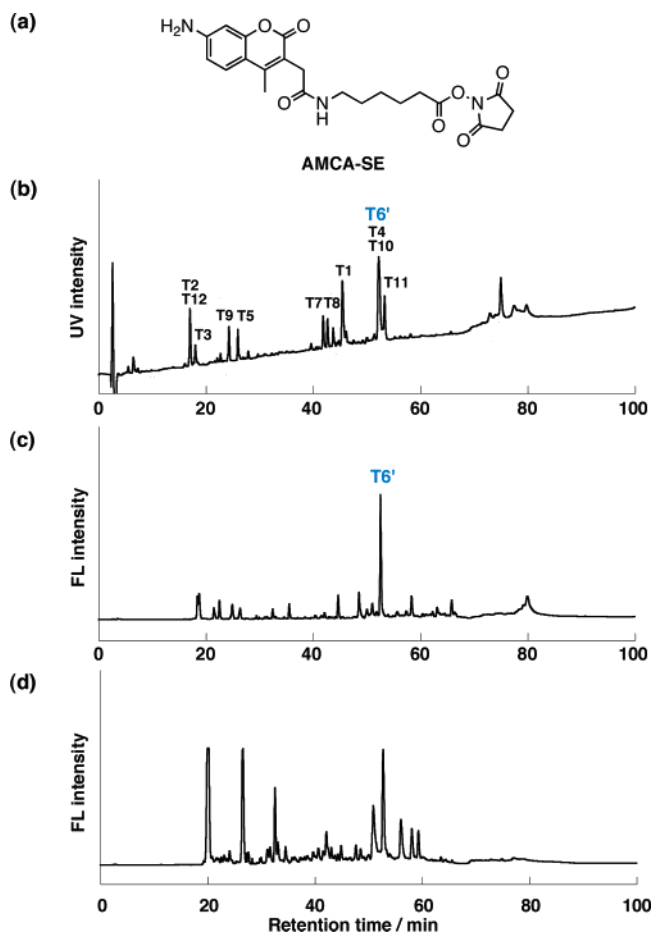 (a)
H₂N O O
O N H O O N O O
AMCA-SE
(b)
UV intensity
T2
T12
T3
T9
T5
T7
T8
T1
T6'
T4
T10
T11
0 20 40 60 80 100
(c)
FL intensity
T6'
0 20 40 60 80 100
(d)
FL intensity
0 20 40 60 80 100
Retention time / min